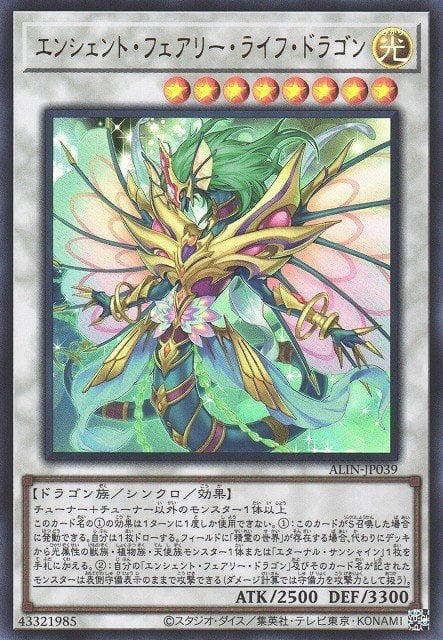 エンシェント・フェアリー・ライフ・ドラゴン
光
ALIN-JP039
【ドラゴン族／シンクロ／効果】
チューナー＋チューナー以外のモンスター1体以上
このカード名の①の効果は1ターンに1度しか使用できない。①：このカードがS召喚した場合
に発動できる。自分は1枚ドローする。フィールドに「精霊の世界」が存在する場合、代わりにデッキ
から光属性の獣族・植物族・天使族モンスター1体または「エターナル・サンシャイン」1枚を
手札に加える。②：自分の「エンシェント・フェアリー・ドラゴン」及びそのカード名が記された
モンスターは表側守備表示のままで攻撃できる（ダメージ計算では守備力を攻撃力として扱う）。
ATK/2500 DEF/3300
43321985
©スタジオ・ダイス／集英社・テレビ東京・KONAMI